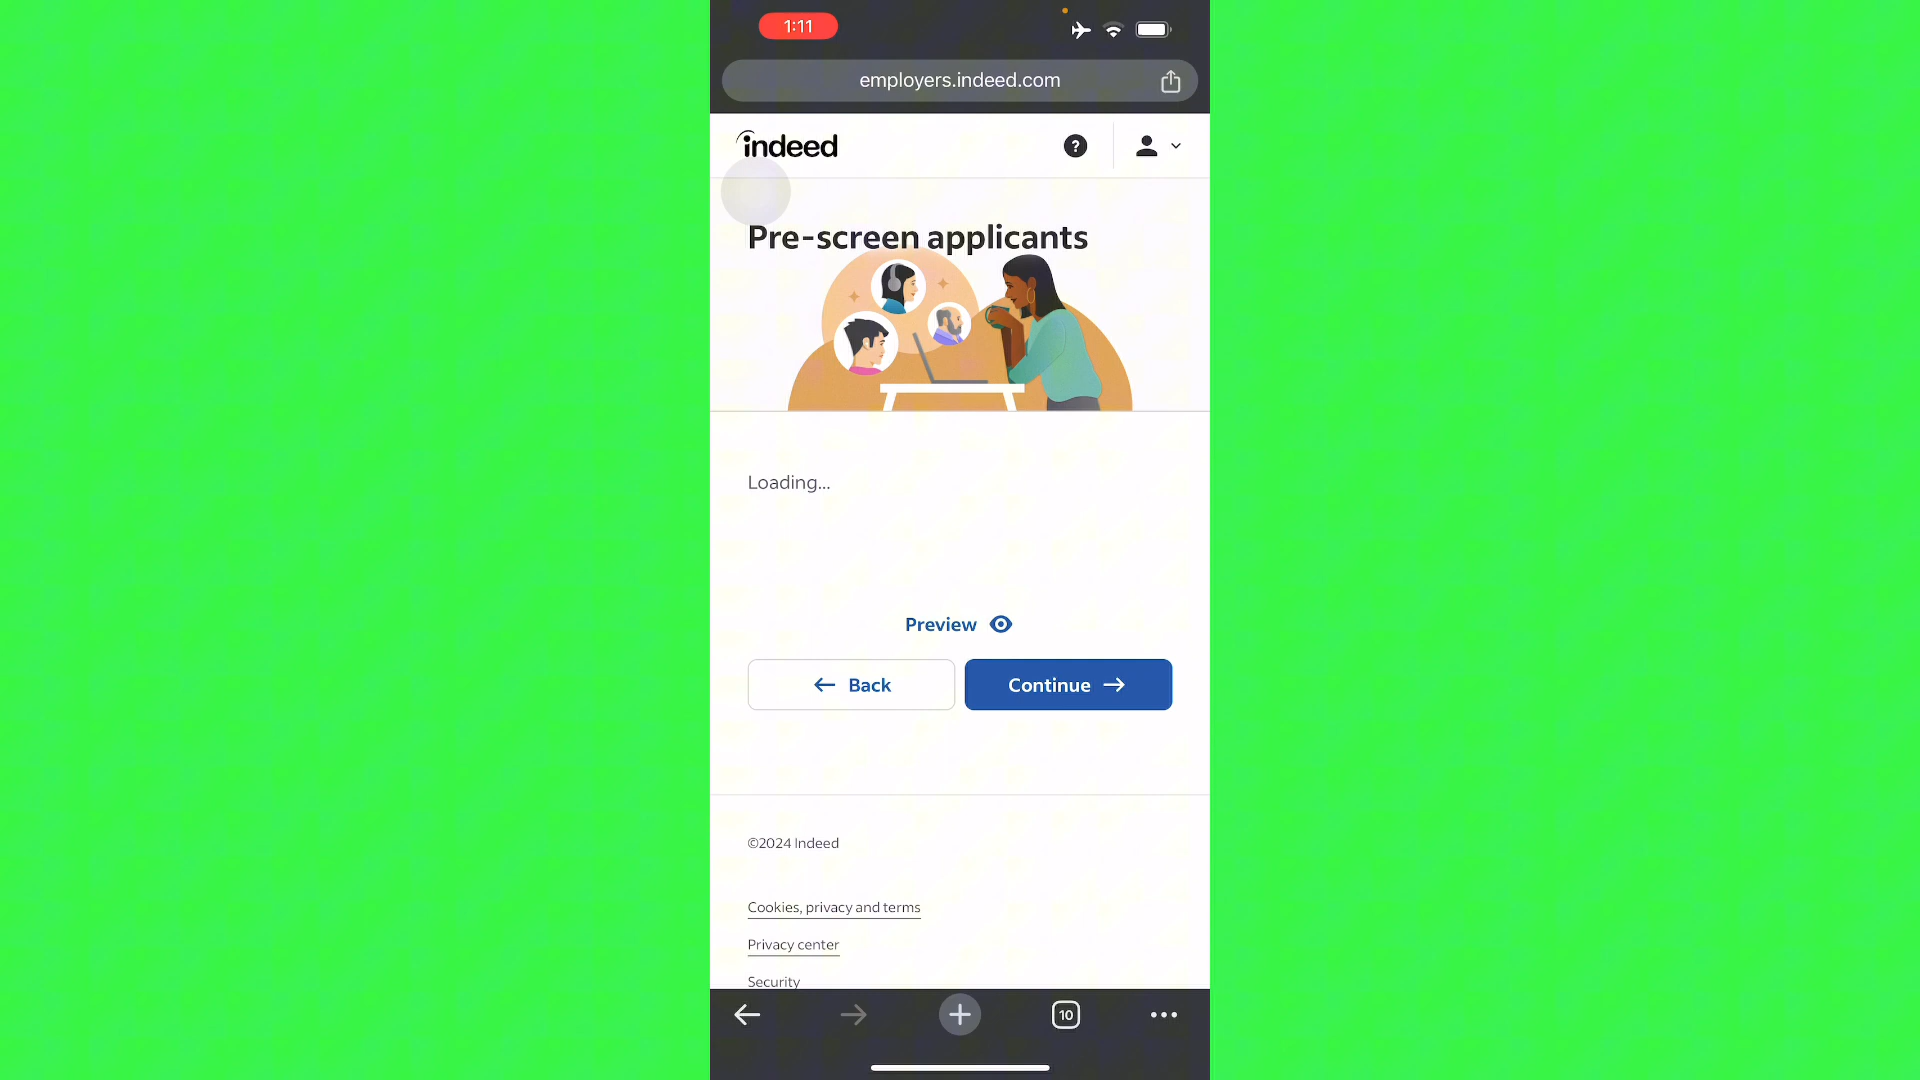 1:11
employers.indeed.com
indeed
?
Pre-screen applicants
Loading...
Preview
Back
Continue
©2024 Indeed
Cookies, privacy and terms
Privacy center
Security
10